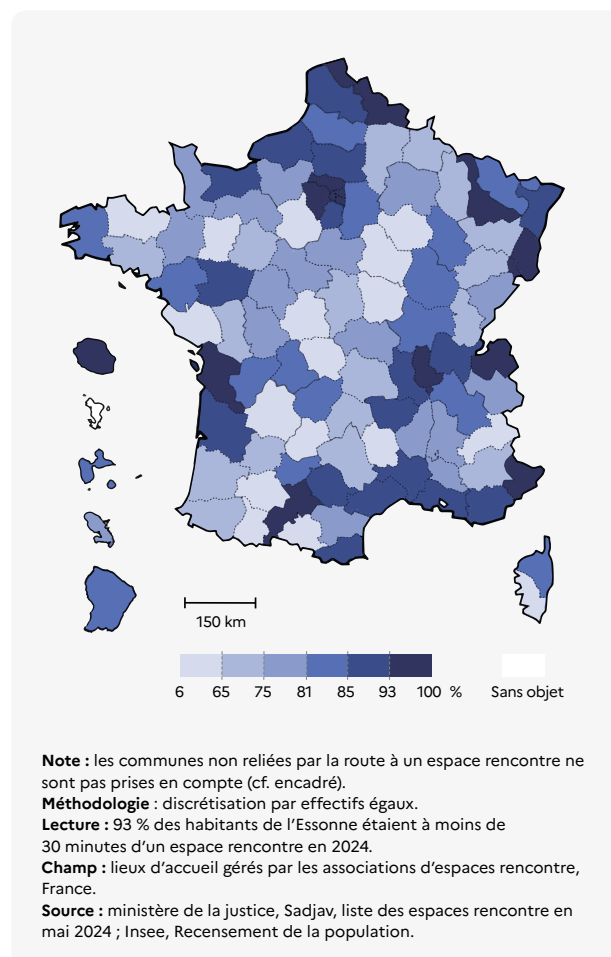 150 km
6 65 75 81 85 93 100 % Sans objet
Note : les communes non reliées par la route à un espace rencontre ne
sont pas prises en compte (cf. encadré).
Méthodologie : discrétisation par effectifs égaux.
Lecture : 93 % des habitants de l’Essonne étaient à moins de
30 minutes d’un espace rencontre en 2024.
Champ : lieux d’accueil gérés par les associations d’espaces rencontre,
France.
Source : ministère de la justice, Sadjav, liste des espaces rencontre en
mai 2024 ; Insee, Recensement de la population.